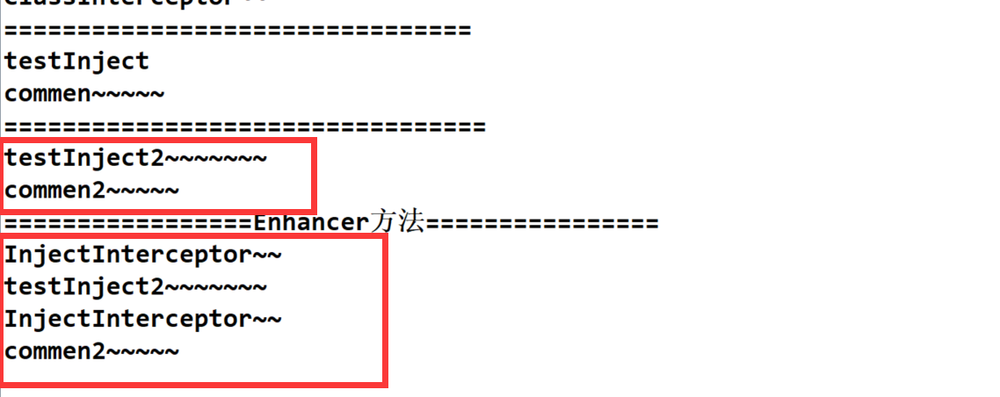 classInterceptor~~
================================
testInject
commen~~~~~
=================================
testInject2~~~~~~~
commen2~~~~~
=================Enhancer方法================
InjectInterceptor~~
testInject2~~~~~~~
InjectInterceptor~~
commen2~~~~~